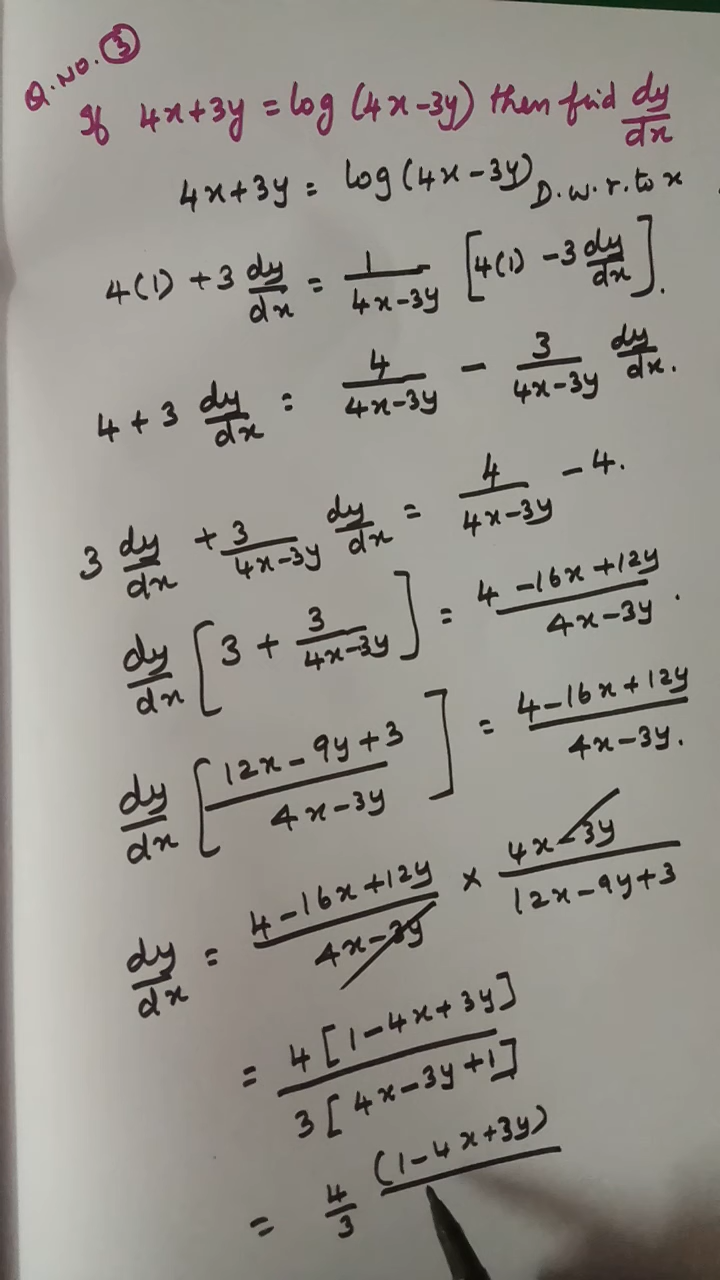 Q.NO. ③
If 4x+3y = log (4x-3y) then find dy/dx
4x+3y = log(4x-3y) D.w.r.to x
4(1) +3 dy/dx = 1/(4x-3y) [4(1) -3 dy/dx].
4 + 3 dy/dx = 4/(4x-3y) - 3/(4x-3y) dy/dx.
3 dy/dx + 3/(4x-3y) dy/dx = 4/(4x-3y) - 4.
dy/dx [3 + 3/(4x-3y)] = (4-16x+12y)/(4x-3y).
dy/dx [(12x-9y+3)/(4x-3y)] = (4-16x+12y)/(4x-3y).
dy/dx = (4-16x+12y)/(4x-3y) × (4x-3y)/(12x-9y+3)
= 4[1-4x+3y]/3[4x-3y+1]
= 4/3 (1-4x+3y)